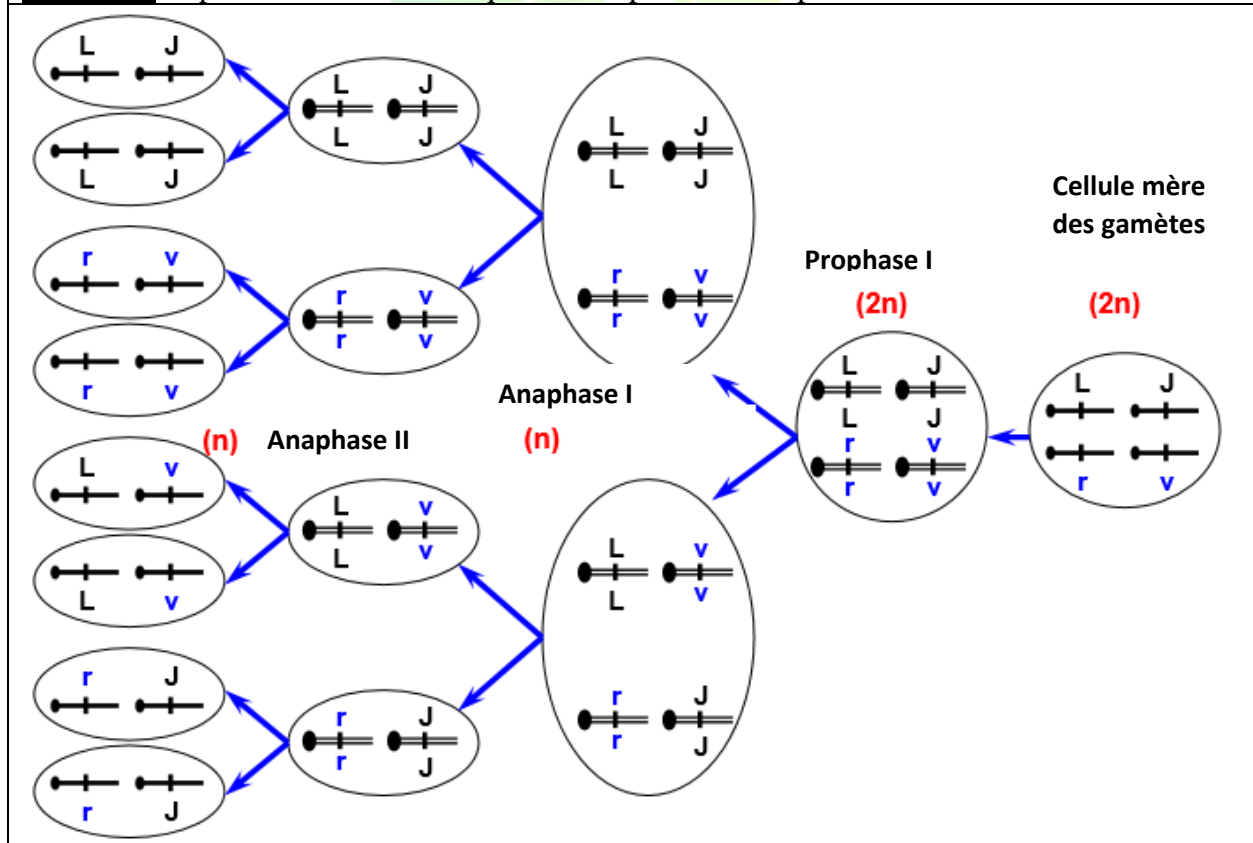 L J
L J
L J
L J
L J
L J
Cellule mère
des gamètes
r v
r v
r v
Prophase I
(2n)
(2n)
r v
r v
r v
L J
L J
Anaphase I
L J
r v
r v
L J
r v
(n)
Anaphase II
(n)
L v
L v
L v
L v
L v
L v
r J
r J
r J
r J
r J
r J